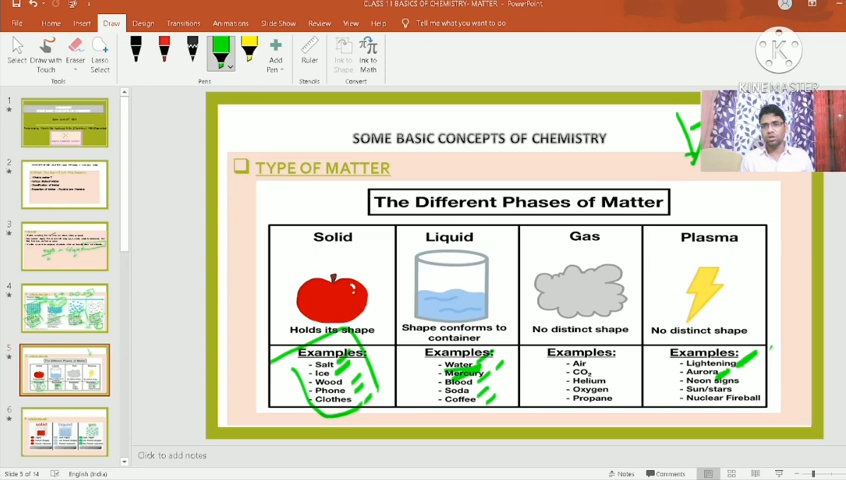 CLASS 11 BASICS OF CHEMISTRY- MATTER - PowerPoint
File Home Insert Draw Design Transitions Animations Slide Show Review View Help Tell me what you want to do
Select
Draw with Touch
Eraser
Lasso Select
Add Pen
Ruler
Ink to Shape
Ink to Math
Tools Pens Stencils Convert
KINEMASTER
1
2
3
4
5
6
SOME BASIC CONCEPTS OF CHEMISTRY
TYPE OF MATTER
The Different Phases of Matter
Solid Liquid Gas Plasma
Holds its shape
Shape conforms to container
No distinct shape
No distinct shape
Examples:
- Salt
- Ice
- Wood
- Phone
- Clothes
Examples:
- Water
- Mercury
- Blood
- Soda
- Coffee
Examples:
- Air
- CO₂
- Helium
- Oxygen
- Propane
Examples:
- Lightening
- Aurora
- Neon signs
- Sun/stars
- Nuclear Fireball
Click to add notes
Slide 5 of 14 English (India) Notes Comments